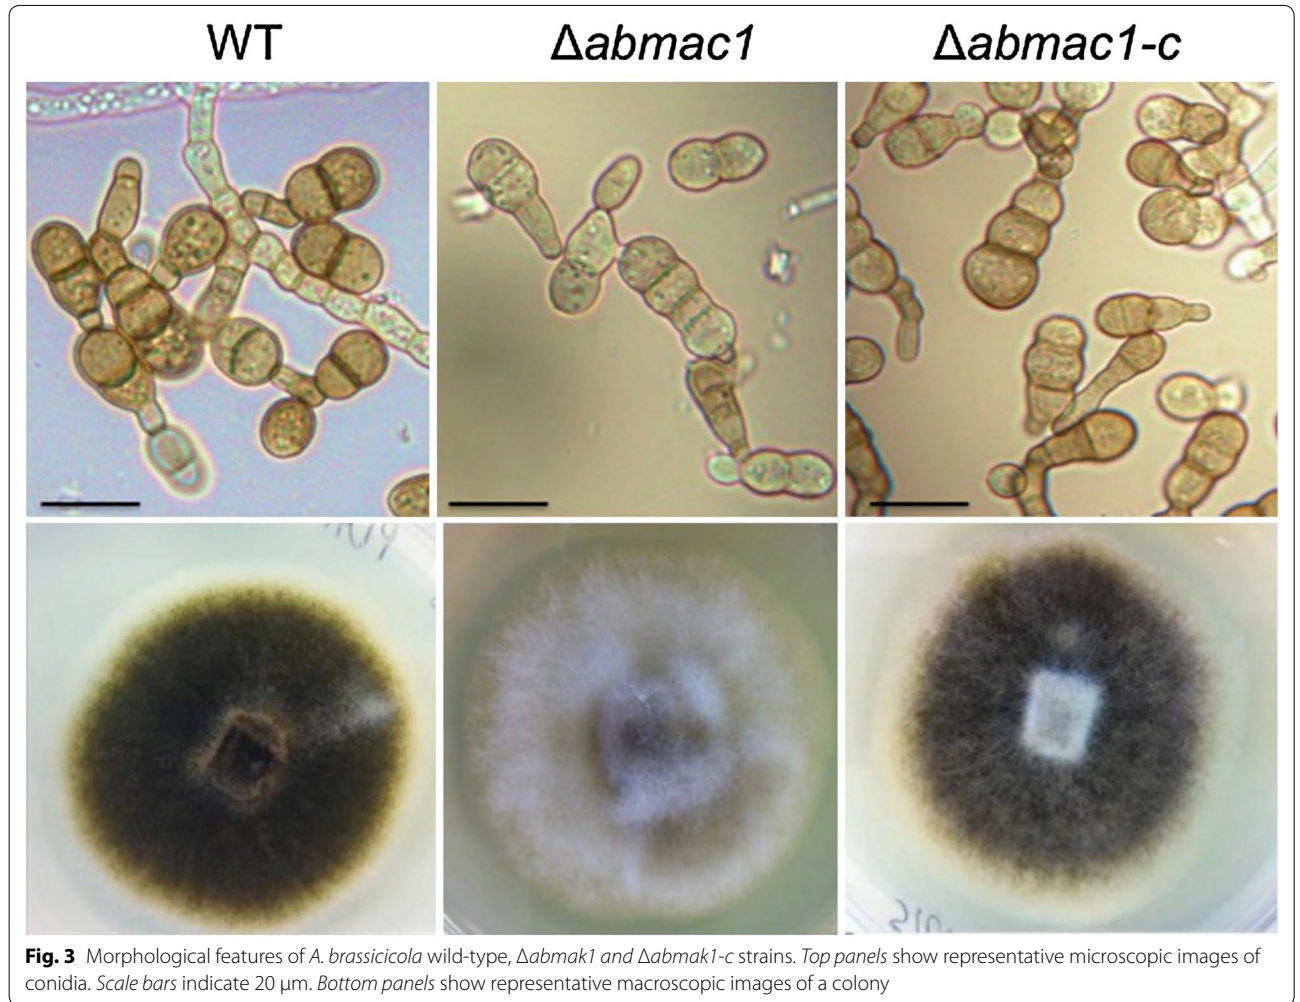 WT Δabmac1 Δabmac1-c
Fig. 3 Morphological features of A. brassicicola wild-type, Δabmak1 and Δabmak1-c strains. Top panels show representative microscopic images of
conidia. Scale bars indicate 20 μm. Bottom panels show representative macroscopic images of a colony